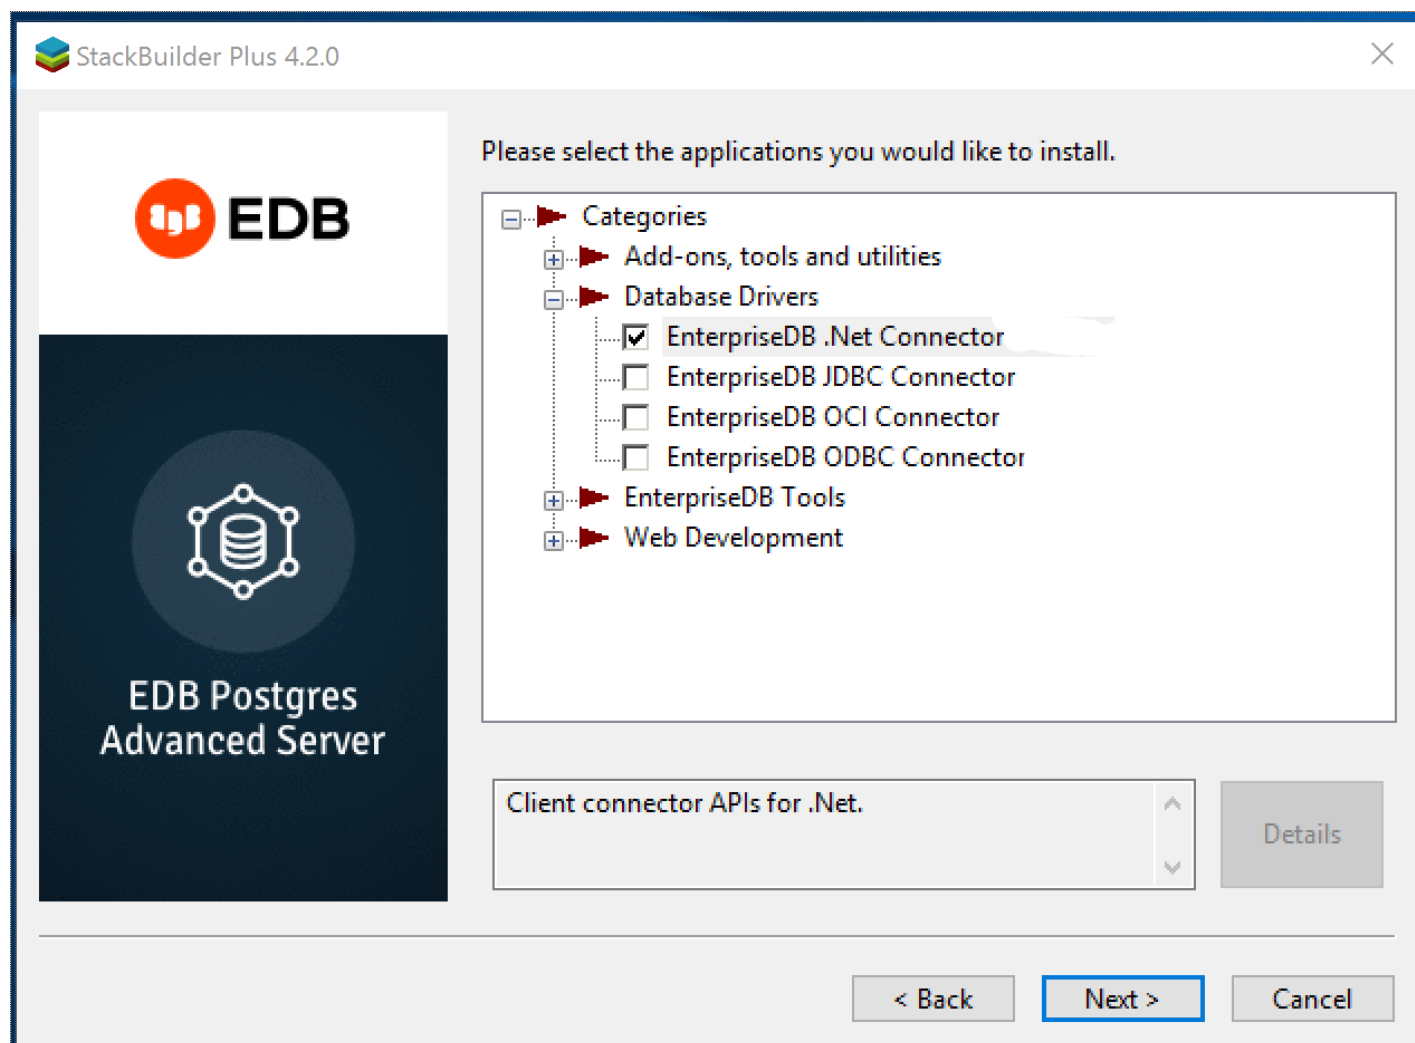 StackBuilder Plus 4.2.0
EDB
EDB Postgres
Advanced Server
Please select the applications you would like to install.
Categories
Add-ons, tools and utilities
Database Drivers
EnterpriseDB .Net Connector
EnterpriseDB JDBC Connector
EnterpriseDB OCI Connector
EnterpriseDB ODBC Connector
EnterpriseDB Tools
Web Development
Client connector APIs for .Net.
Details
< Back
Next >
Cancel